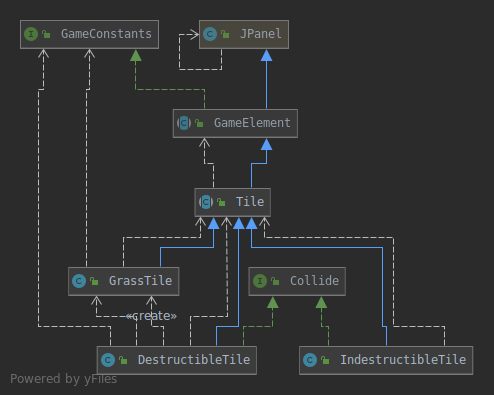 I GameConstants
C JPanel
C GameElement
C Tile
C GrassTile
I Collide
«create»
C DestructibleTile
C IndestructibleTile
Powered by yFiles